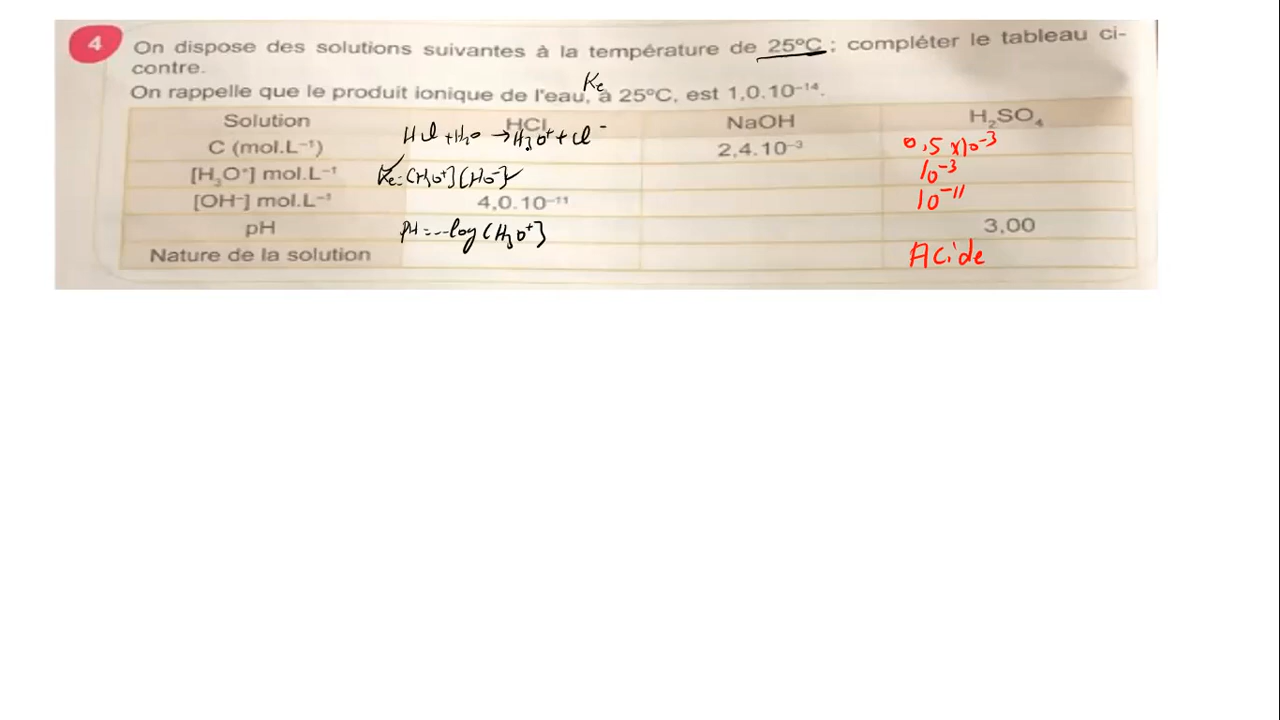 4 On dispose des solutions suivantes à la température de 25°C ; compléter le tableau ci-
contre.
Ke
On rappelle que le produit ionique de l'eau, à 25°C, est 1,0.10⁻¹⁴.
Solution HCl NaOH H₂SO₄
HCl + H₂O → H₃O⁺ + Cl⁻
C (mol.L⁻¹) 2,4.10⁻³ 0,5 x10⁻³
[H₃O⁺] mol.L⁻¹ Ke=[H₃O⁺][HO⁻] 10⁻³
[OH⁻] mol.L⁻¹ 4,0.10⁻¹¹ 10⁻¹¹
pH pH = -log[H₃O⁺] 3,00
Nature de la solution Acide